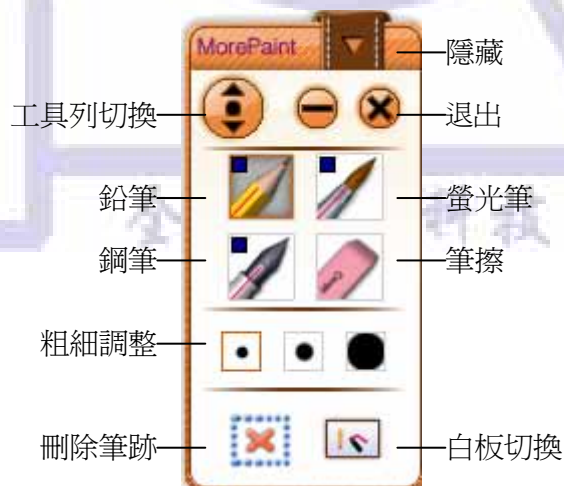 MorePaint
隱藏
工具列切換
退出
鉛筆
螢光筆
鋼筆
筆擦
粗細調整
刪除筆跡
白板切換